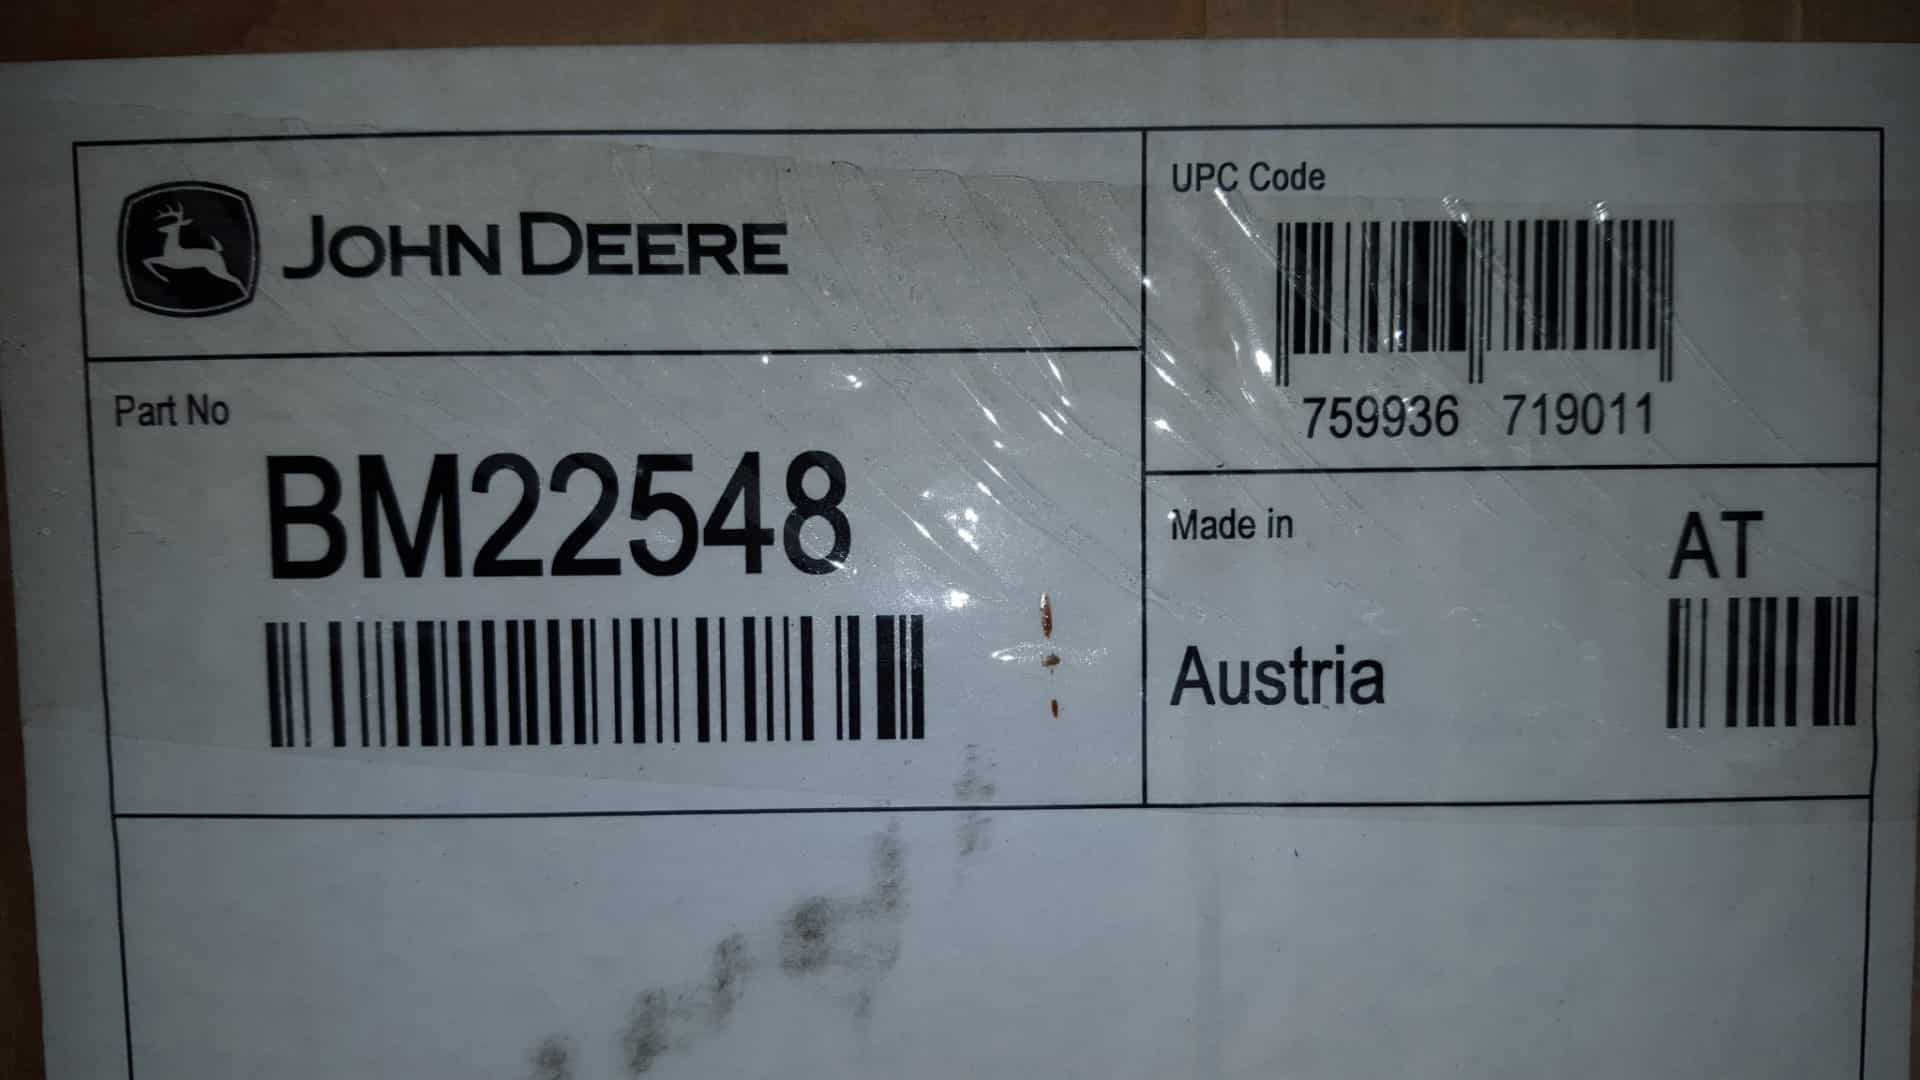 JOHN DEERE
Part No
BM22548
UPC Code
759936 719011
Made in
AT
Austria